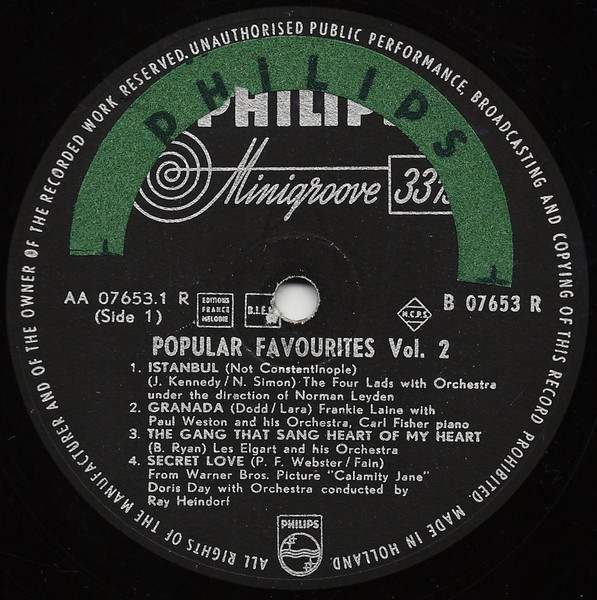 ALL RIGHTS OF THE MANUFACTURER AND OF THE OWNER OF THE RECORDED WORK RESERVED. UNAUTHORISED PUBLIC PERFORMANCE, BROADCASTING AND COPYING OF THIS RECORD PROHIBITED. MADE IN HOLLAND.
PHILIPS
PHILIPS
Minigroove 33⅓
AA 07653.1 R
(Side 1)
EDITIONS
FRANCE
MELODIE
B.I.E.
N.C.P.S.
B 07653 R
POPULAR FAVOURITES Vol. 2
1. ISTANBUL (Not Constantinople)
(J. Kennedy/N. Simon) The Four Lads with Orchestra
under the direction of Norman Leyden
2. GRANADA (Dodd/Lara) Frankie Laine with
Paul Weston and his Orchestra, Carl Fisher piano
3. THE GANG THAT SANG HEART OF MY HEART
(B. Ryan) Les Elgart and his Orchestra
4. SECRET LOVE (P. F. Webster/Fain)
From Warner Bros. Picture "Calamity Jane"
Doris Day with Orchestra conducted by
Ray Heindorf
PHILIPS